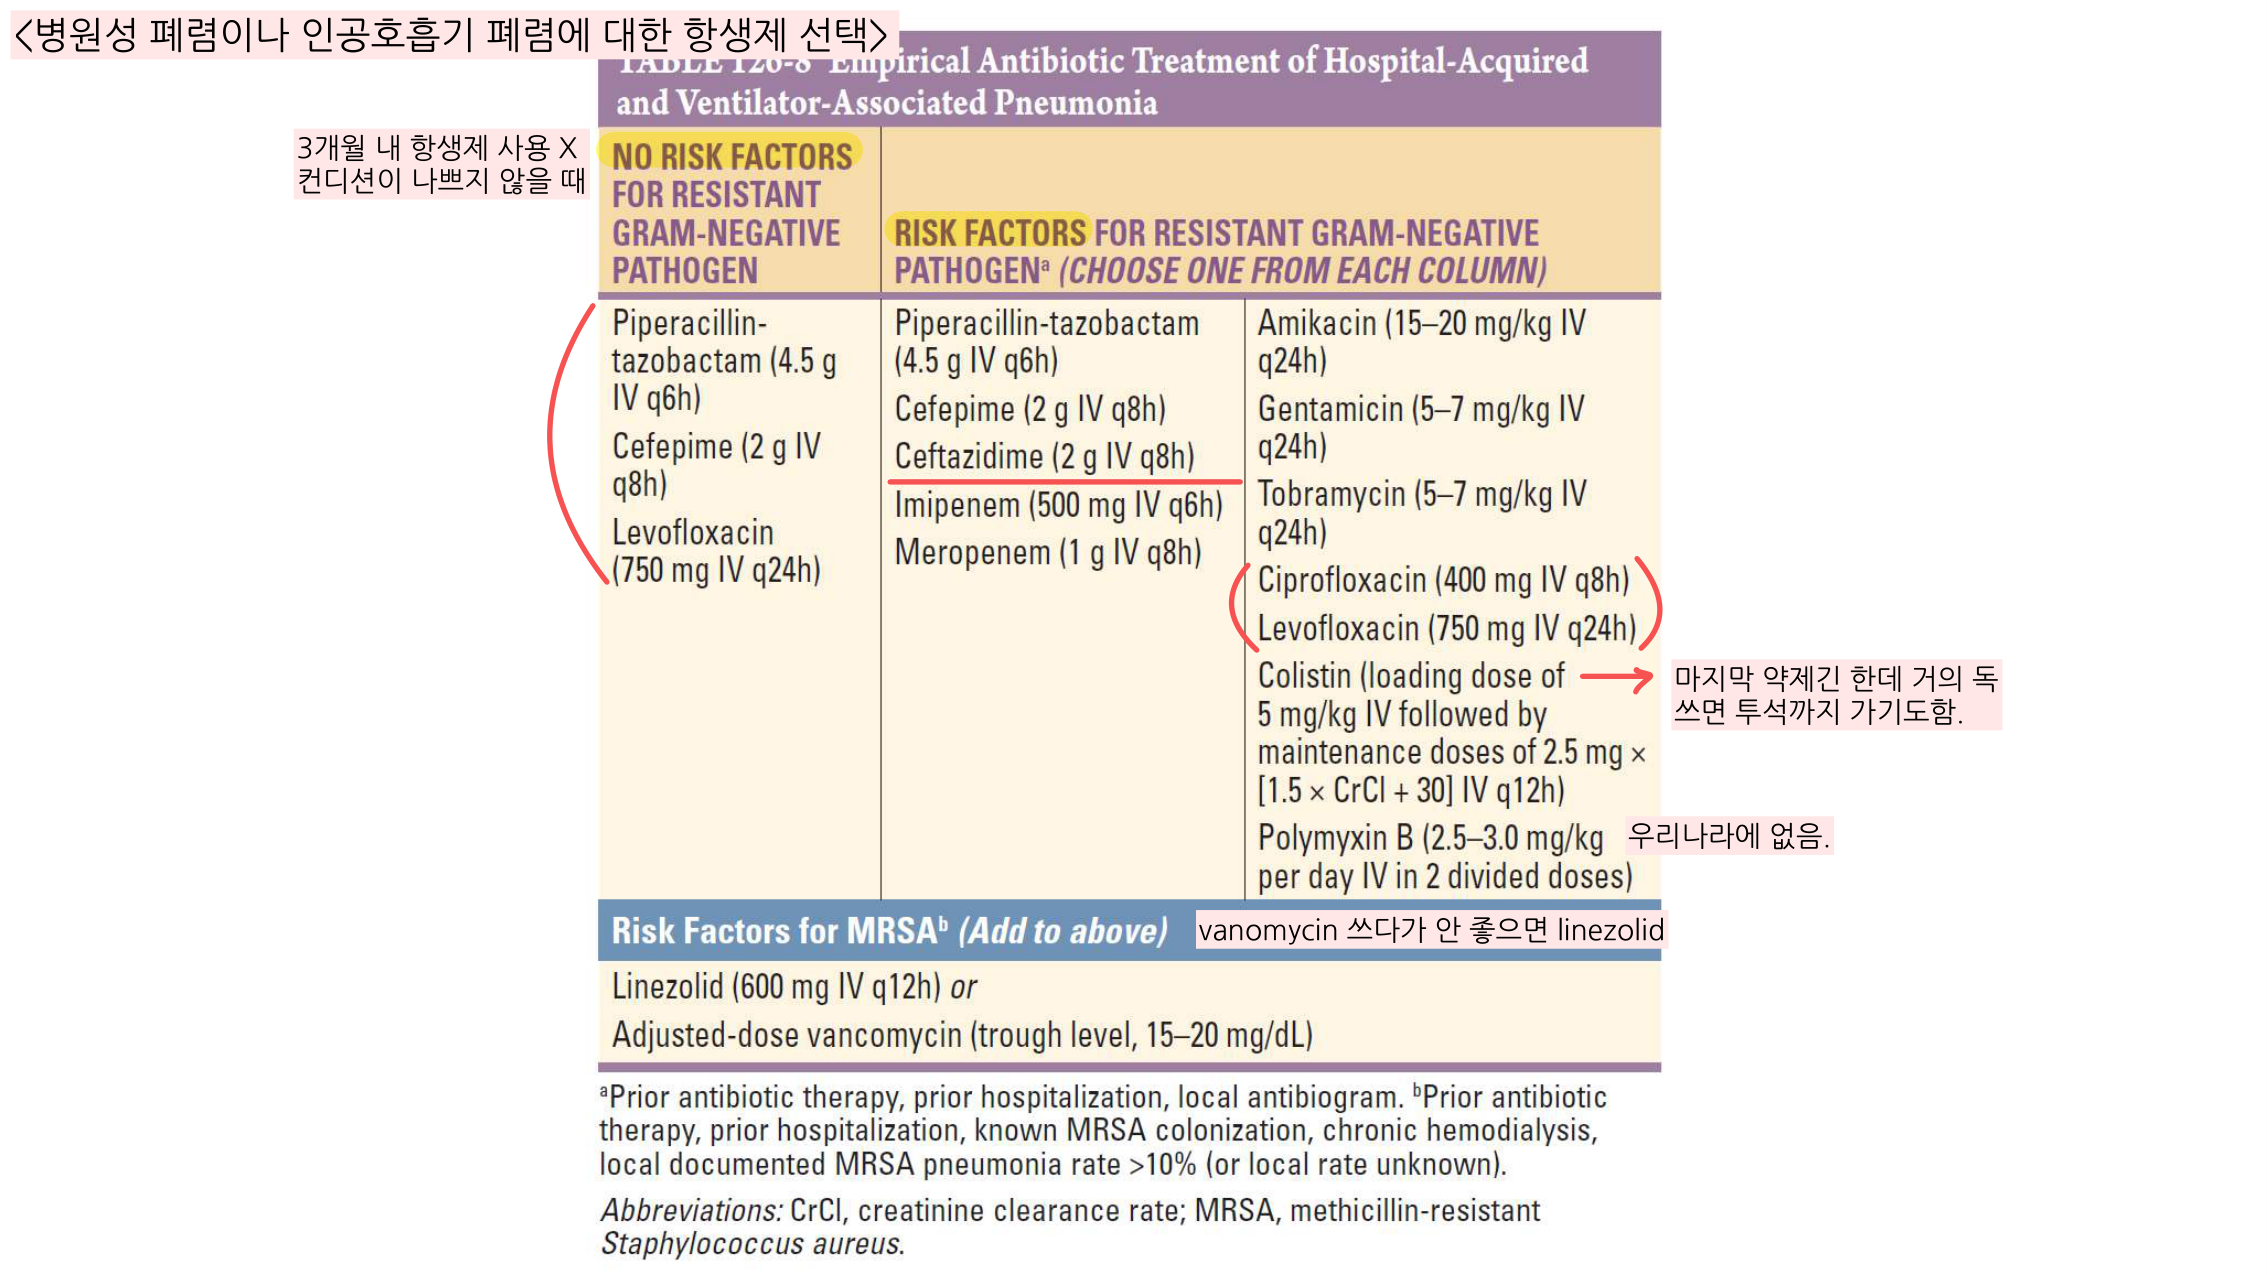 <병원성 폐렴이나 인공호흡기 폐렴에 대한 항생제 선택>
TABLE 126-8 Empirical Antibiotic Treatment of Hospital-Acquired
and Ventilator-Associated Pneumonia
3개월 내 항생제 사용 X
컨디션이 나쁘지 않을 때
NO RISK FACTORS
FOR RESISTANT
GRAM-NEGATIVE
PATHOGEN
RISK FACTORS FOR RESISTANT GRAM-NEGATIVE
PATHOGENᵃ (CHOOSE ONE FROM EACH COLUMN)
Piperacillin-
tazobactam (4.5 g
IV q6h)
Cefepime (2 g IV
q8h)
Levofloxacin
(750 mg IV q24h)
Piperacillin-tazobactam
(4.5 g IV q6h)
Cefepime (2 g IV q8h)
Ceftazidime (2 g IV q8h)
Imipenem (500 mg IV q6h)
Meropenem (1 g IV q8h)
Amikacin (15–20 mg/kg IV
q24h)
Gentamicin (5–7 mg/kg IV
q24h)
Tobramycin (5–7 mg/kg IV
q24h)
Ciprofloxacin (400 mg IV q8h)
Levofloxacin (750 mg IV q24h)
Colistin (loading dose of
5 mg/kg IV followed by
maintenance doses of 2.5 mg ×
[1.5 × CrCl + 30] IV q12h)
마지막 약제긴 한데 거의 독
쓰면 투석까지 가기도함.
Polymyxin B (2.5–3.0 mg/kg
per day IV in 2 divided doses)
우리나라에 없음.
Risk Factors for MRSAᵇ (Add to above)
vanomycin 쓰다가 안 좋으면 linezolid
Linezolid (600 mg IV q12h) or
Adjusted-dose vancomycin (trough level, 15–20 mg/dL)
ᵃPrior antibiotic therapy, prior hospitalization, local antibiogram. ᵇPrior antibiotic
therapy, prior hospitalization, known MRSA colonization, chronic hemodialysis,
local documented MRSA pneumonia rate >10% (or local rate unknown).
Abbreviations: CrCl, creatinine clearance rate; MRSA, methicillin-resistant
Staphylococcus aureus.